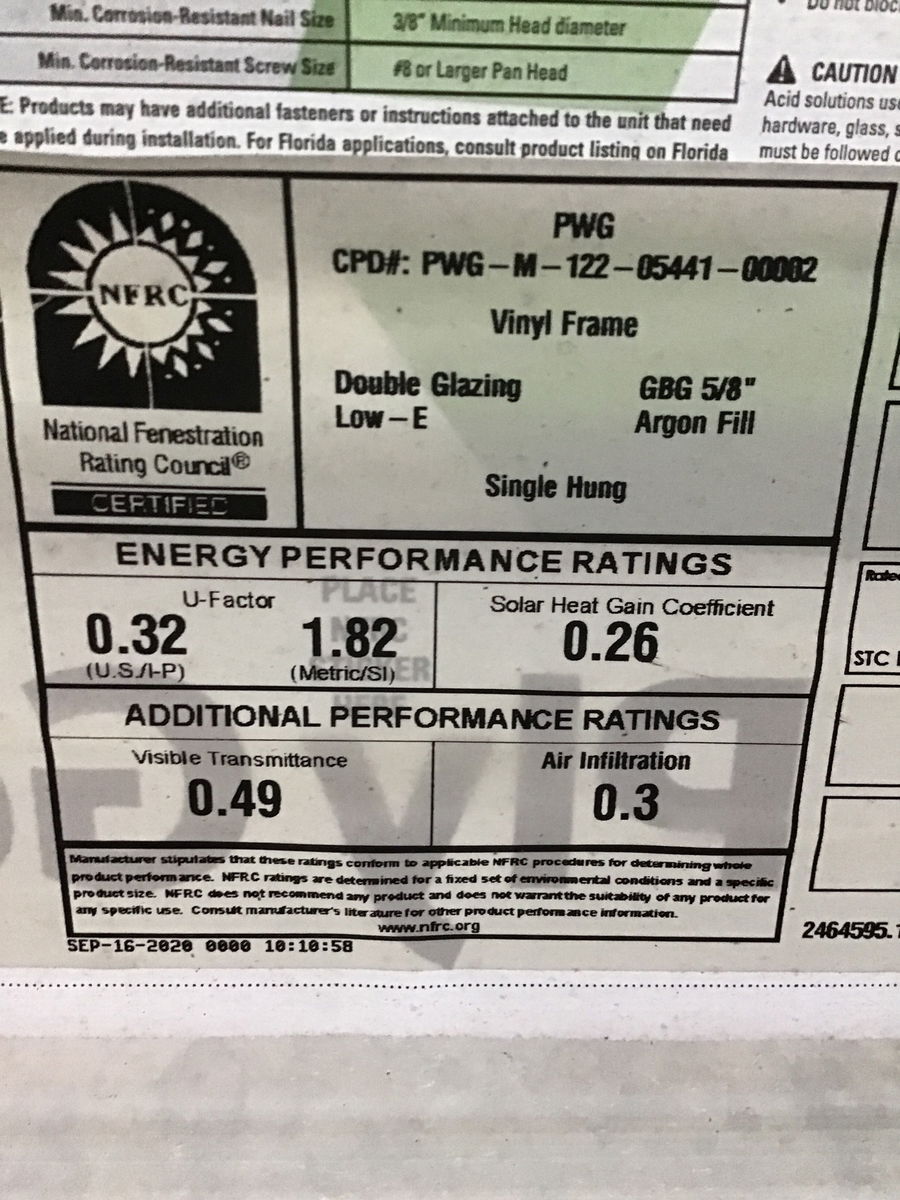 Min. Corrosion-Resistant Nail Size 3/8" Minimum Head diameter
Min. Corrosion-Resistant Screw Size #8 or Larger Pan Head
E: Products may have additional fasteners or instructions attached to the unit that need
e applied during installation. For Florida applications, consult product listing on Florida
Do not bloc
CAUTION
Acid solutions use
hardware, glass, s
must be followed
NFRC
National Fenestration
Rating Council®
CERTIFIED
PWG
CPD#: PWG-M-122-05441-00002
Vinyl Frame
Double Glazing GBG 5/8"
Low-E Argon Fill
Single Hung
ENERGY PERFORMANCE RATINGS
PLACE
U-Factor
0.32 1.82
(U.S./I-P) (Metric/SI)
Solar Heat Gain Coefficient
0.26
ADDITIONAL PERFORMANCE RATINGS
Visible Transmittance
0.49
Air Infiltration
0.3
Manufacturer stipulates that these ratings conform to applicable NFRC procedures for determining whole
product performance. NFRC ratings are determined for a fixed set of environmental conditions and a specific
product size. NFRC does not recommend any product and does not warrant the suitability of any product for
any specific use. Consult manufacturer's literature for other product performance information.
www.nfrc.org
SEP-16-2020 0000 10:10:58
STC
2464595.1